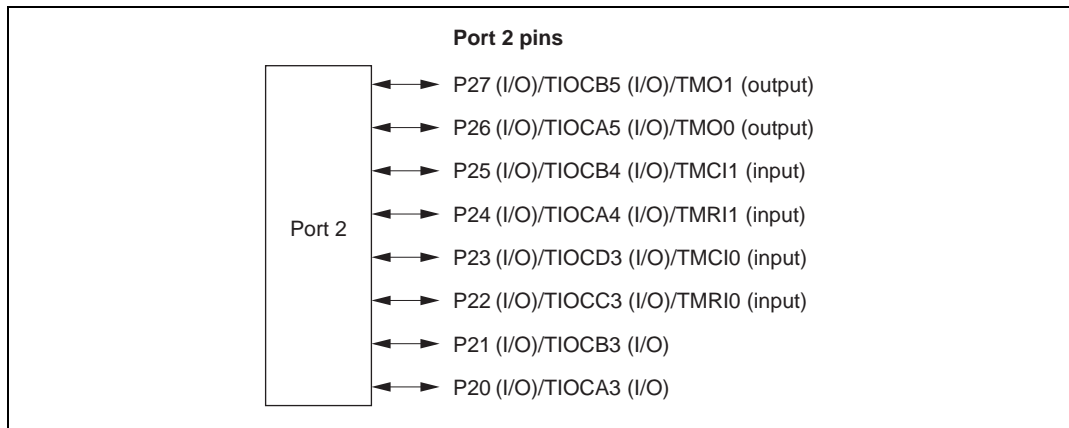 Port 2 pins
P27 (I/O)/TIOCB5 (I/O)/TMO1 (output)
P26 (I/O)/TIOCA5 (I/O)/TMO0 (output)
P25 (I/O)/TIOCB4 (I/O)/TMCI1 (input)
P24 (I/O)/TIOCA4 (I/O)/TMRI1 (input)
Port 2
P23 (I/O)/TIOCD3 (I/O)/TMCI0 (input)
P22 (I/O)/TIOCC3 (I/O)/TMRI0 (input)
P21 (I/O)/TIOCB3 (I/O)
P20 (I/O)/TIOCA3 (I/O)